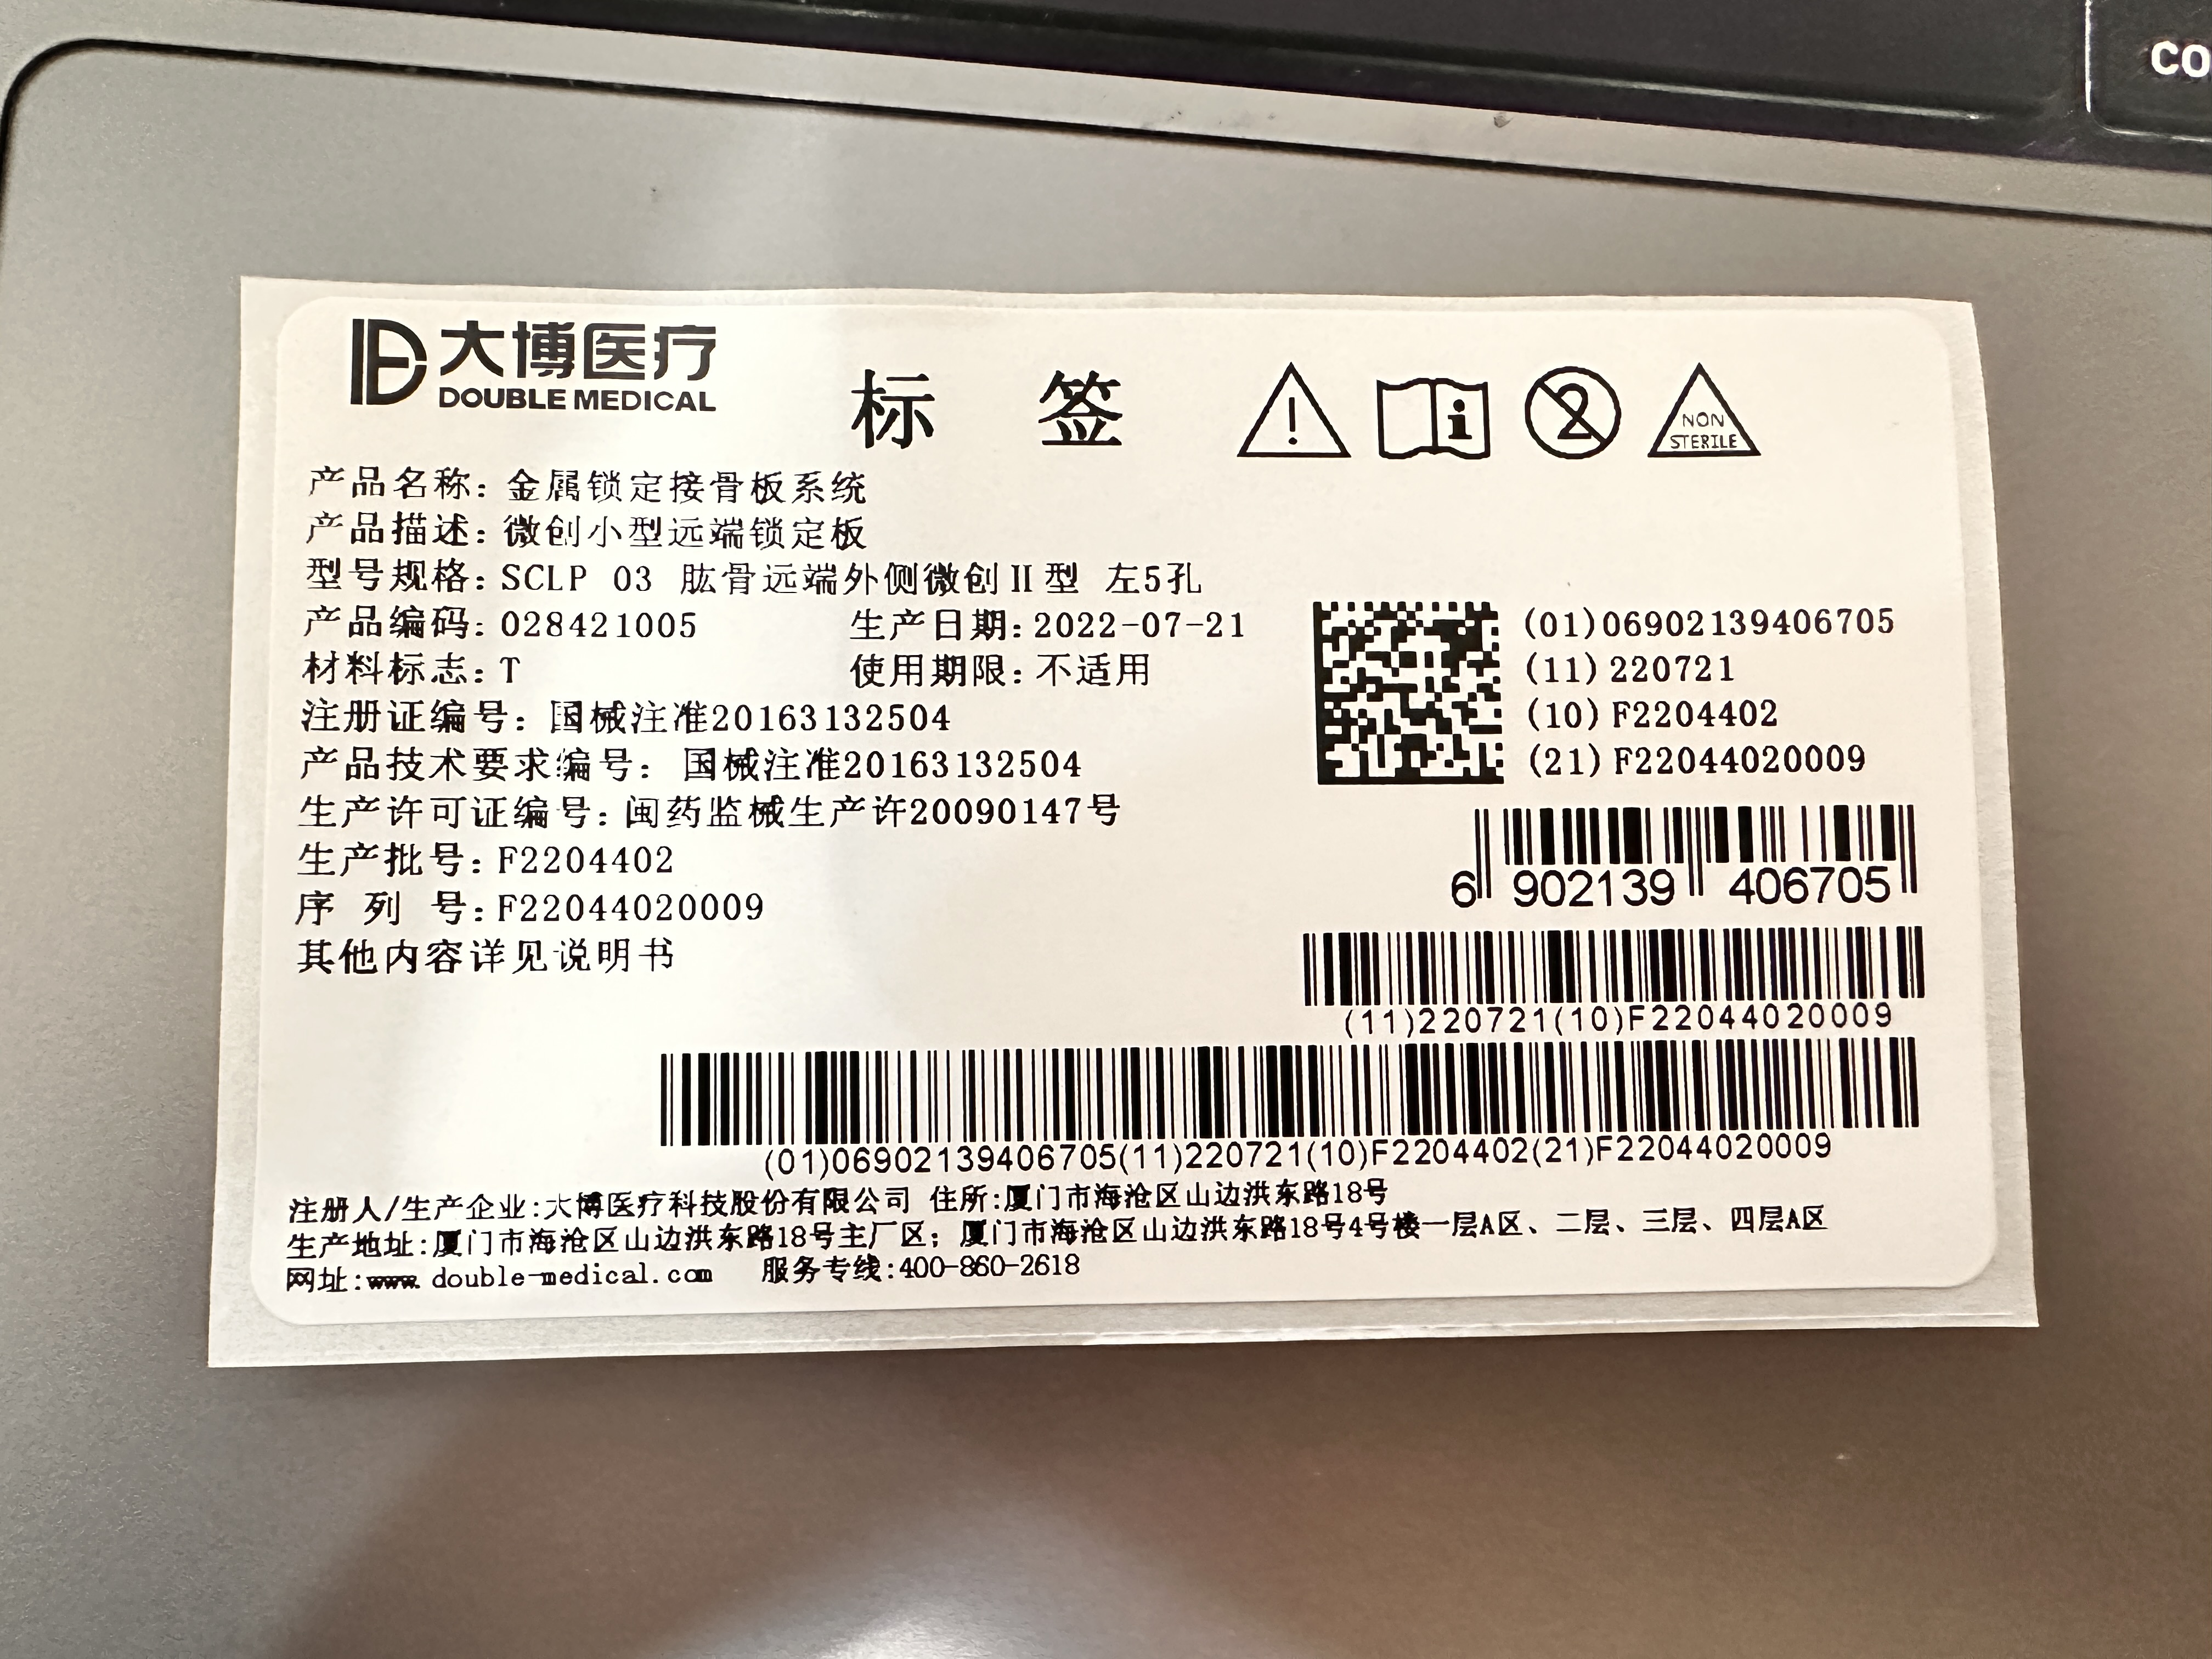 大博医疗
DOUBLE MEDICAL
标 签
NON
STERILE
产品名称: 金属锁定接骨板系统
产品描述: 微创小型远端锁定板
型号规格: SCLP 03 肱骨远端外侧微创II型 左5孔
产品编码: 028421005 生产日期: 2022-07-21
材料标志: T 使用期限: 不适用
注册证编号: 国械注准20163132504
产品技术要求编号: 国械注准20163132504
生产许可证编号: 闽药监械生产许20090147号
生产批号: F2204402
序 列 号: F22044020009
其他内容详见说明书
(01)06902139406705
(11)220721
(10)F2204402
(21)F22044020009
6 902139 406705
(11)220721(10)F22044020009
(01)06902139406705(11)220721(10)F2204402(21)F22044020009
注册人/生产企业:大博医疗科技股份有限公司 住所:厦门市海沧区山边洪东路18号
生产地址:厦门市海沧区山边洪东路18号主厂区; 厦门市海沧区山边洪东路18号4号楼一层A区、二层、三层、四层A区
网址:www.double-medical.com 服务专线:400-860-2618
CO